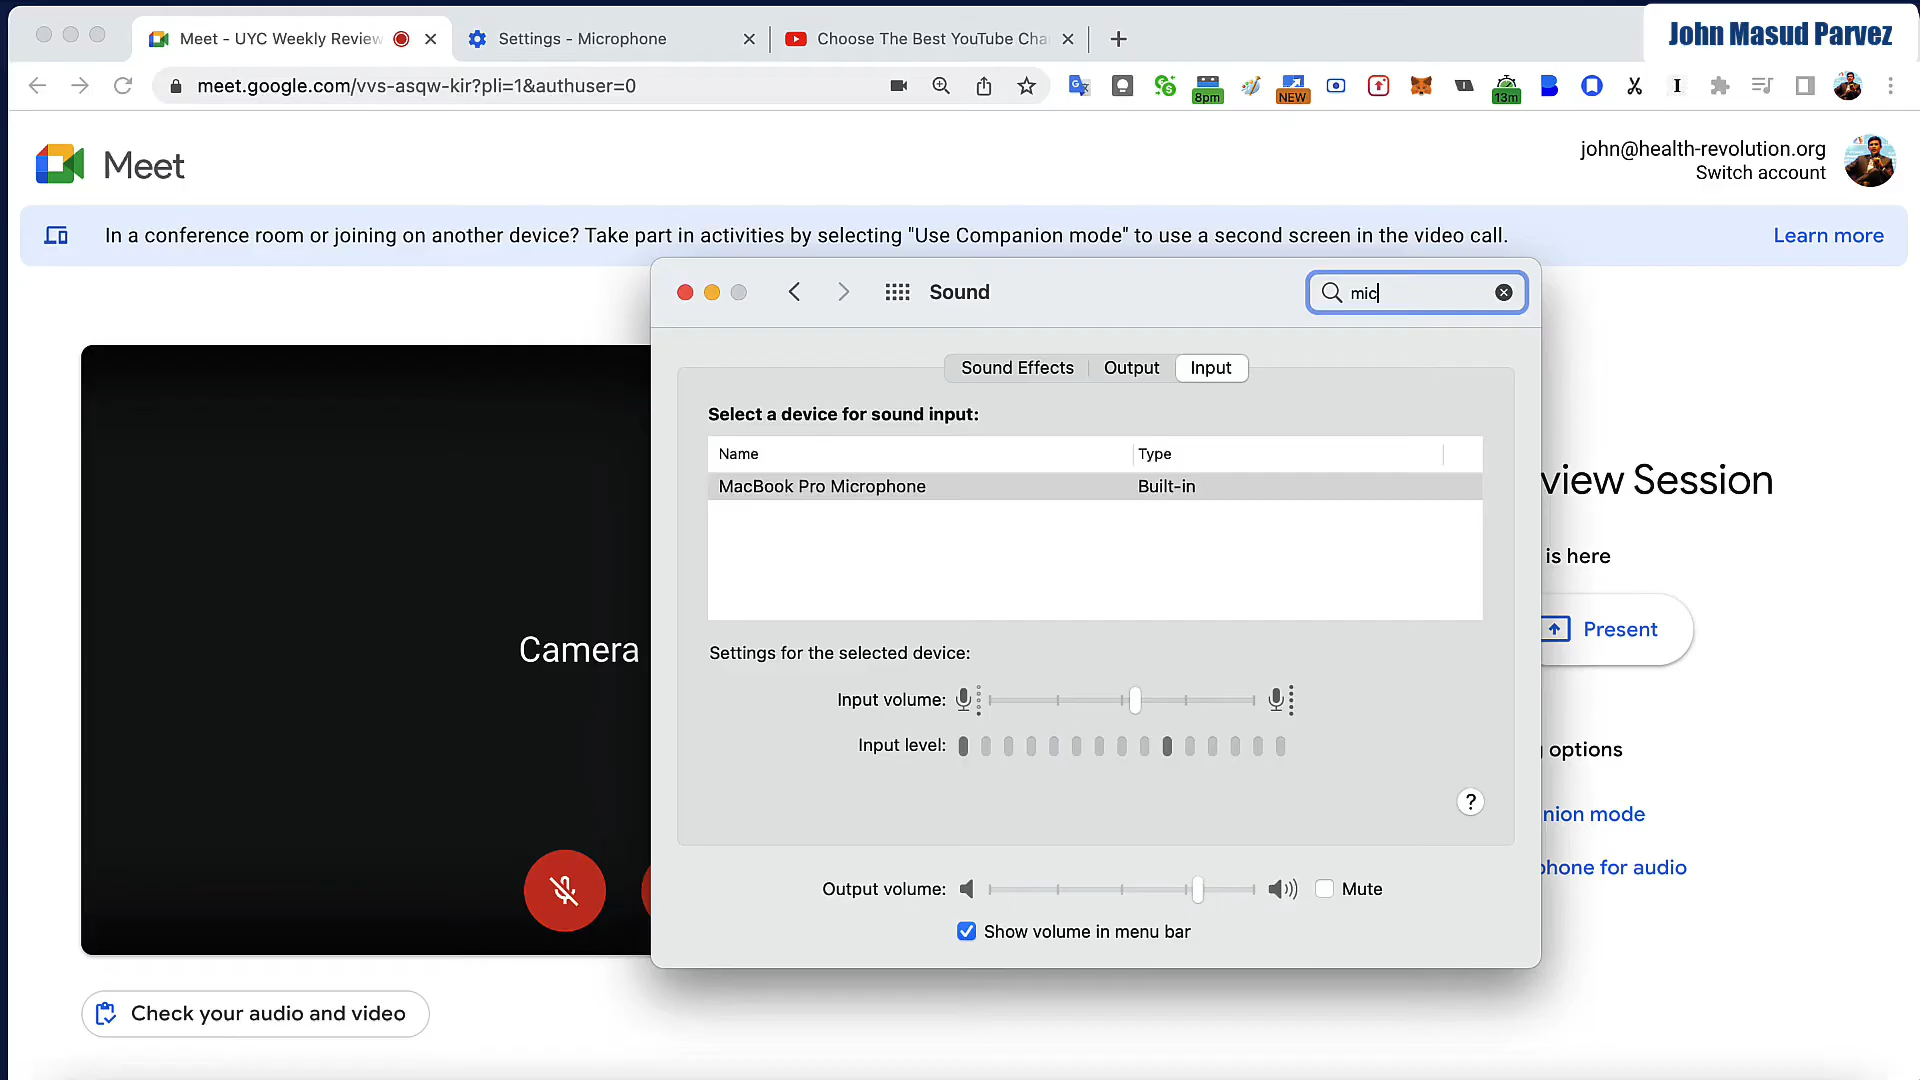 Meet - UYC Weekly Review
Settings - Microphone
Choose The Best YouTube Cha
John Masud Parvez
meet.google.com/vvs-asqw-kir?pli=1&authuser=0
8pm
NEW
13m
Meet
john@health-revolution.org
Switch account
In a conference room or joining on another device? Take part in activities by selecting "Use Companion mode" to use a second screen in the video call.
Learn more
Sound
mic
Sound Effects
Output
Input
Select a device for sound input:
Name
Type
MacBook Pro Microphone
Built-in
view Session
is here
Present
Settings for the selected device:
Camera
Input volume:
Input level:
options
nion mode
?
phone for audio
Output volume:
Mute
Show volume in menu bar
Check your audio and video